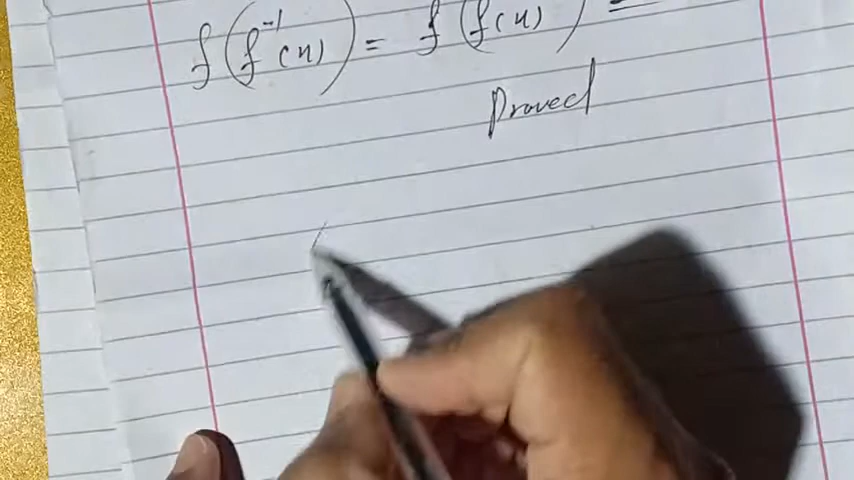 f(f⁻¹(x)) = f(f(x)) =
Proved